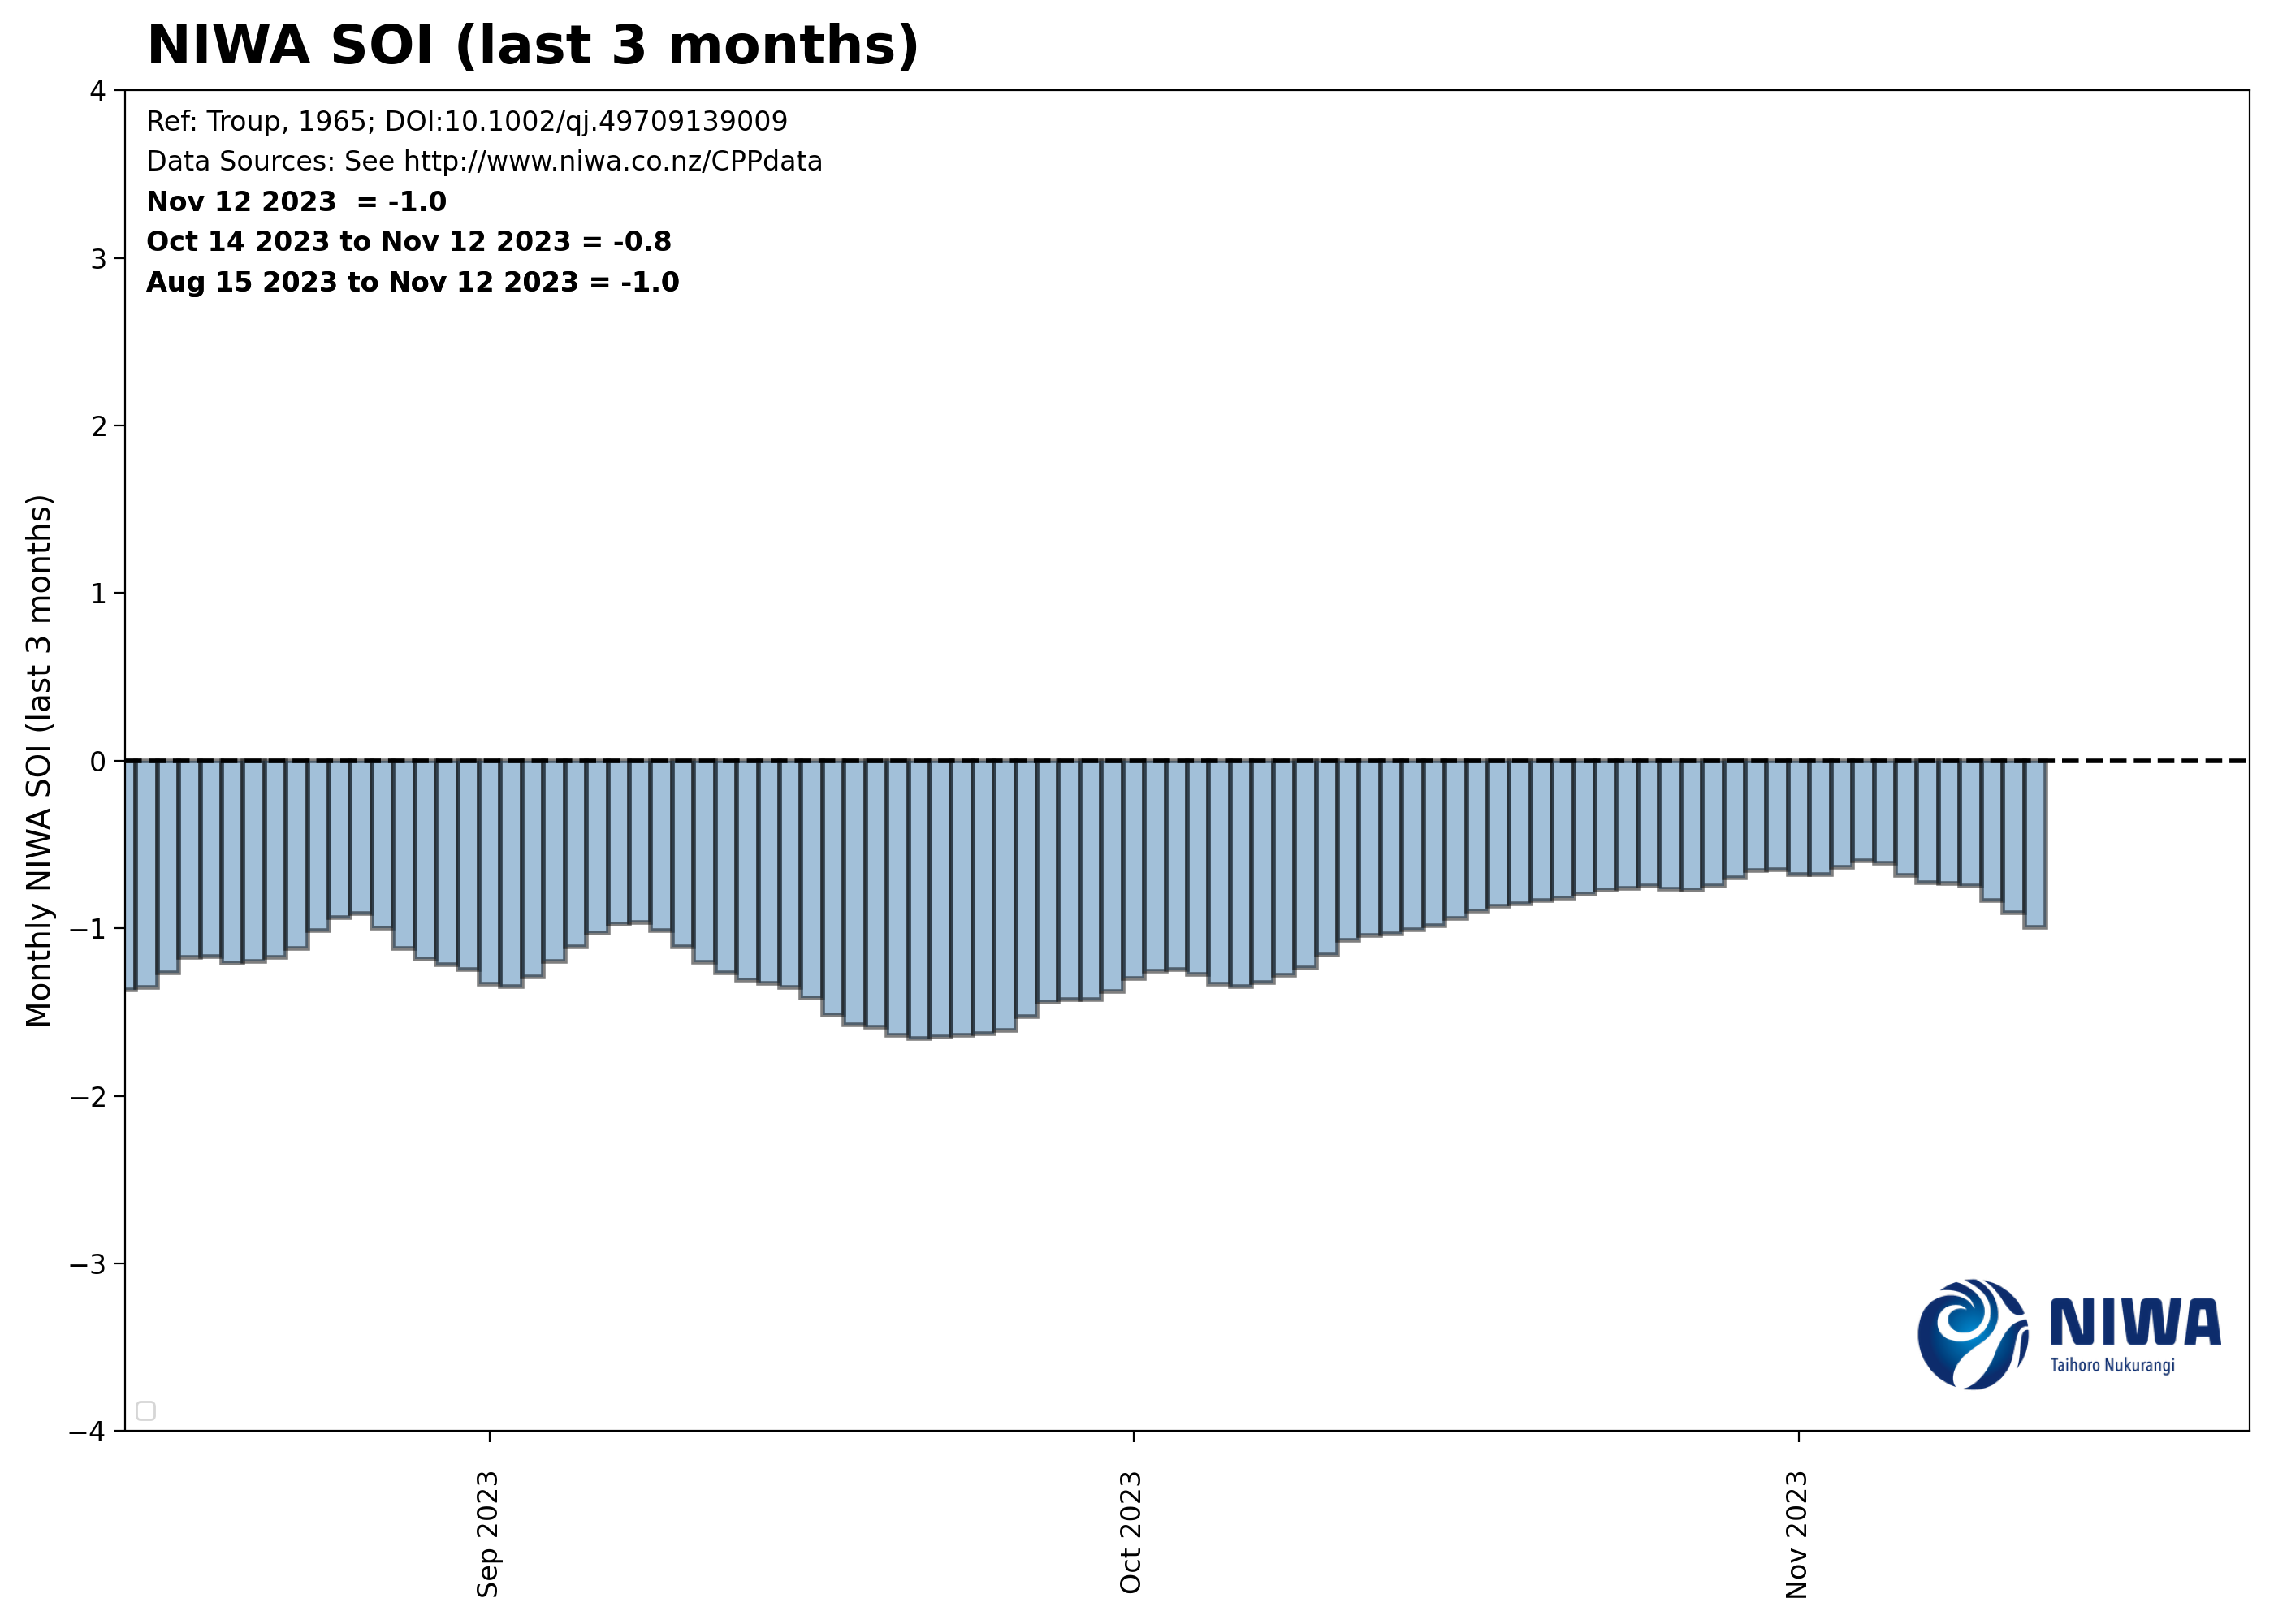 NIWA SOI (last 3 months)
Ref: Troup, 1965; DOI:10.1002/qj.49709139009
Data Sources: See http://www.niwa.co.nz/CPPdata
Nov 12 2023  = -1.0
Oct 14 2023 to Nov 12 2023 = -0.8
Aug 15 2023 to Nov 12 2023 = -1.0
Monthly NIWA SOI (last 3 months)
4
3
2
1
0
−1
−2
−3
−4
NIWA
Taihoro Nukurangi
Sep 2023
Oct 2023
Nov 2023